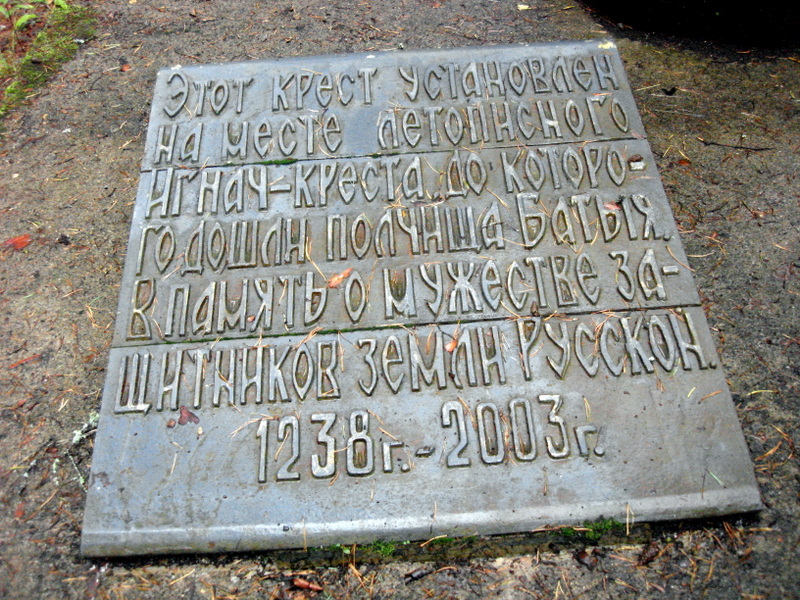 Этот крест установлен
на месте летописного
Игнач-креста, до которо-
го дошли полчища Батыя.
В память о мужестве за-
щитников земли Русской.
1238 г. - 2003 г.